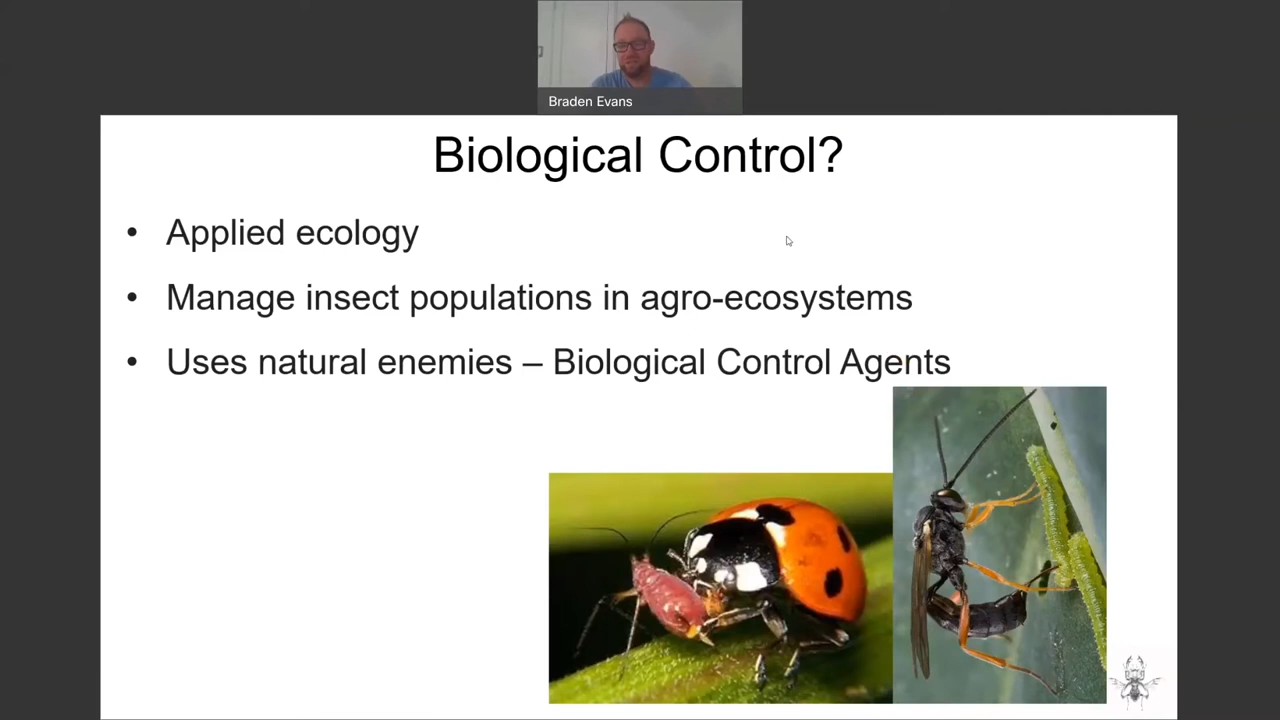 Braden Evans
Biological Control?
• Applied ecology
• Manage insect populations in agro-ecosystems
• Uses natural enemies – Biological Control Agents